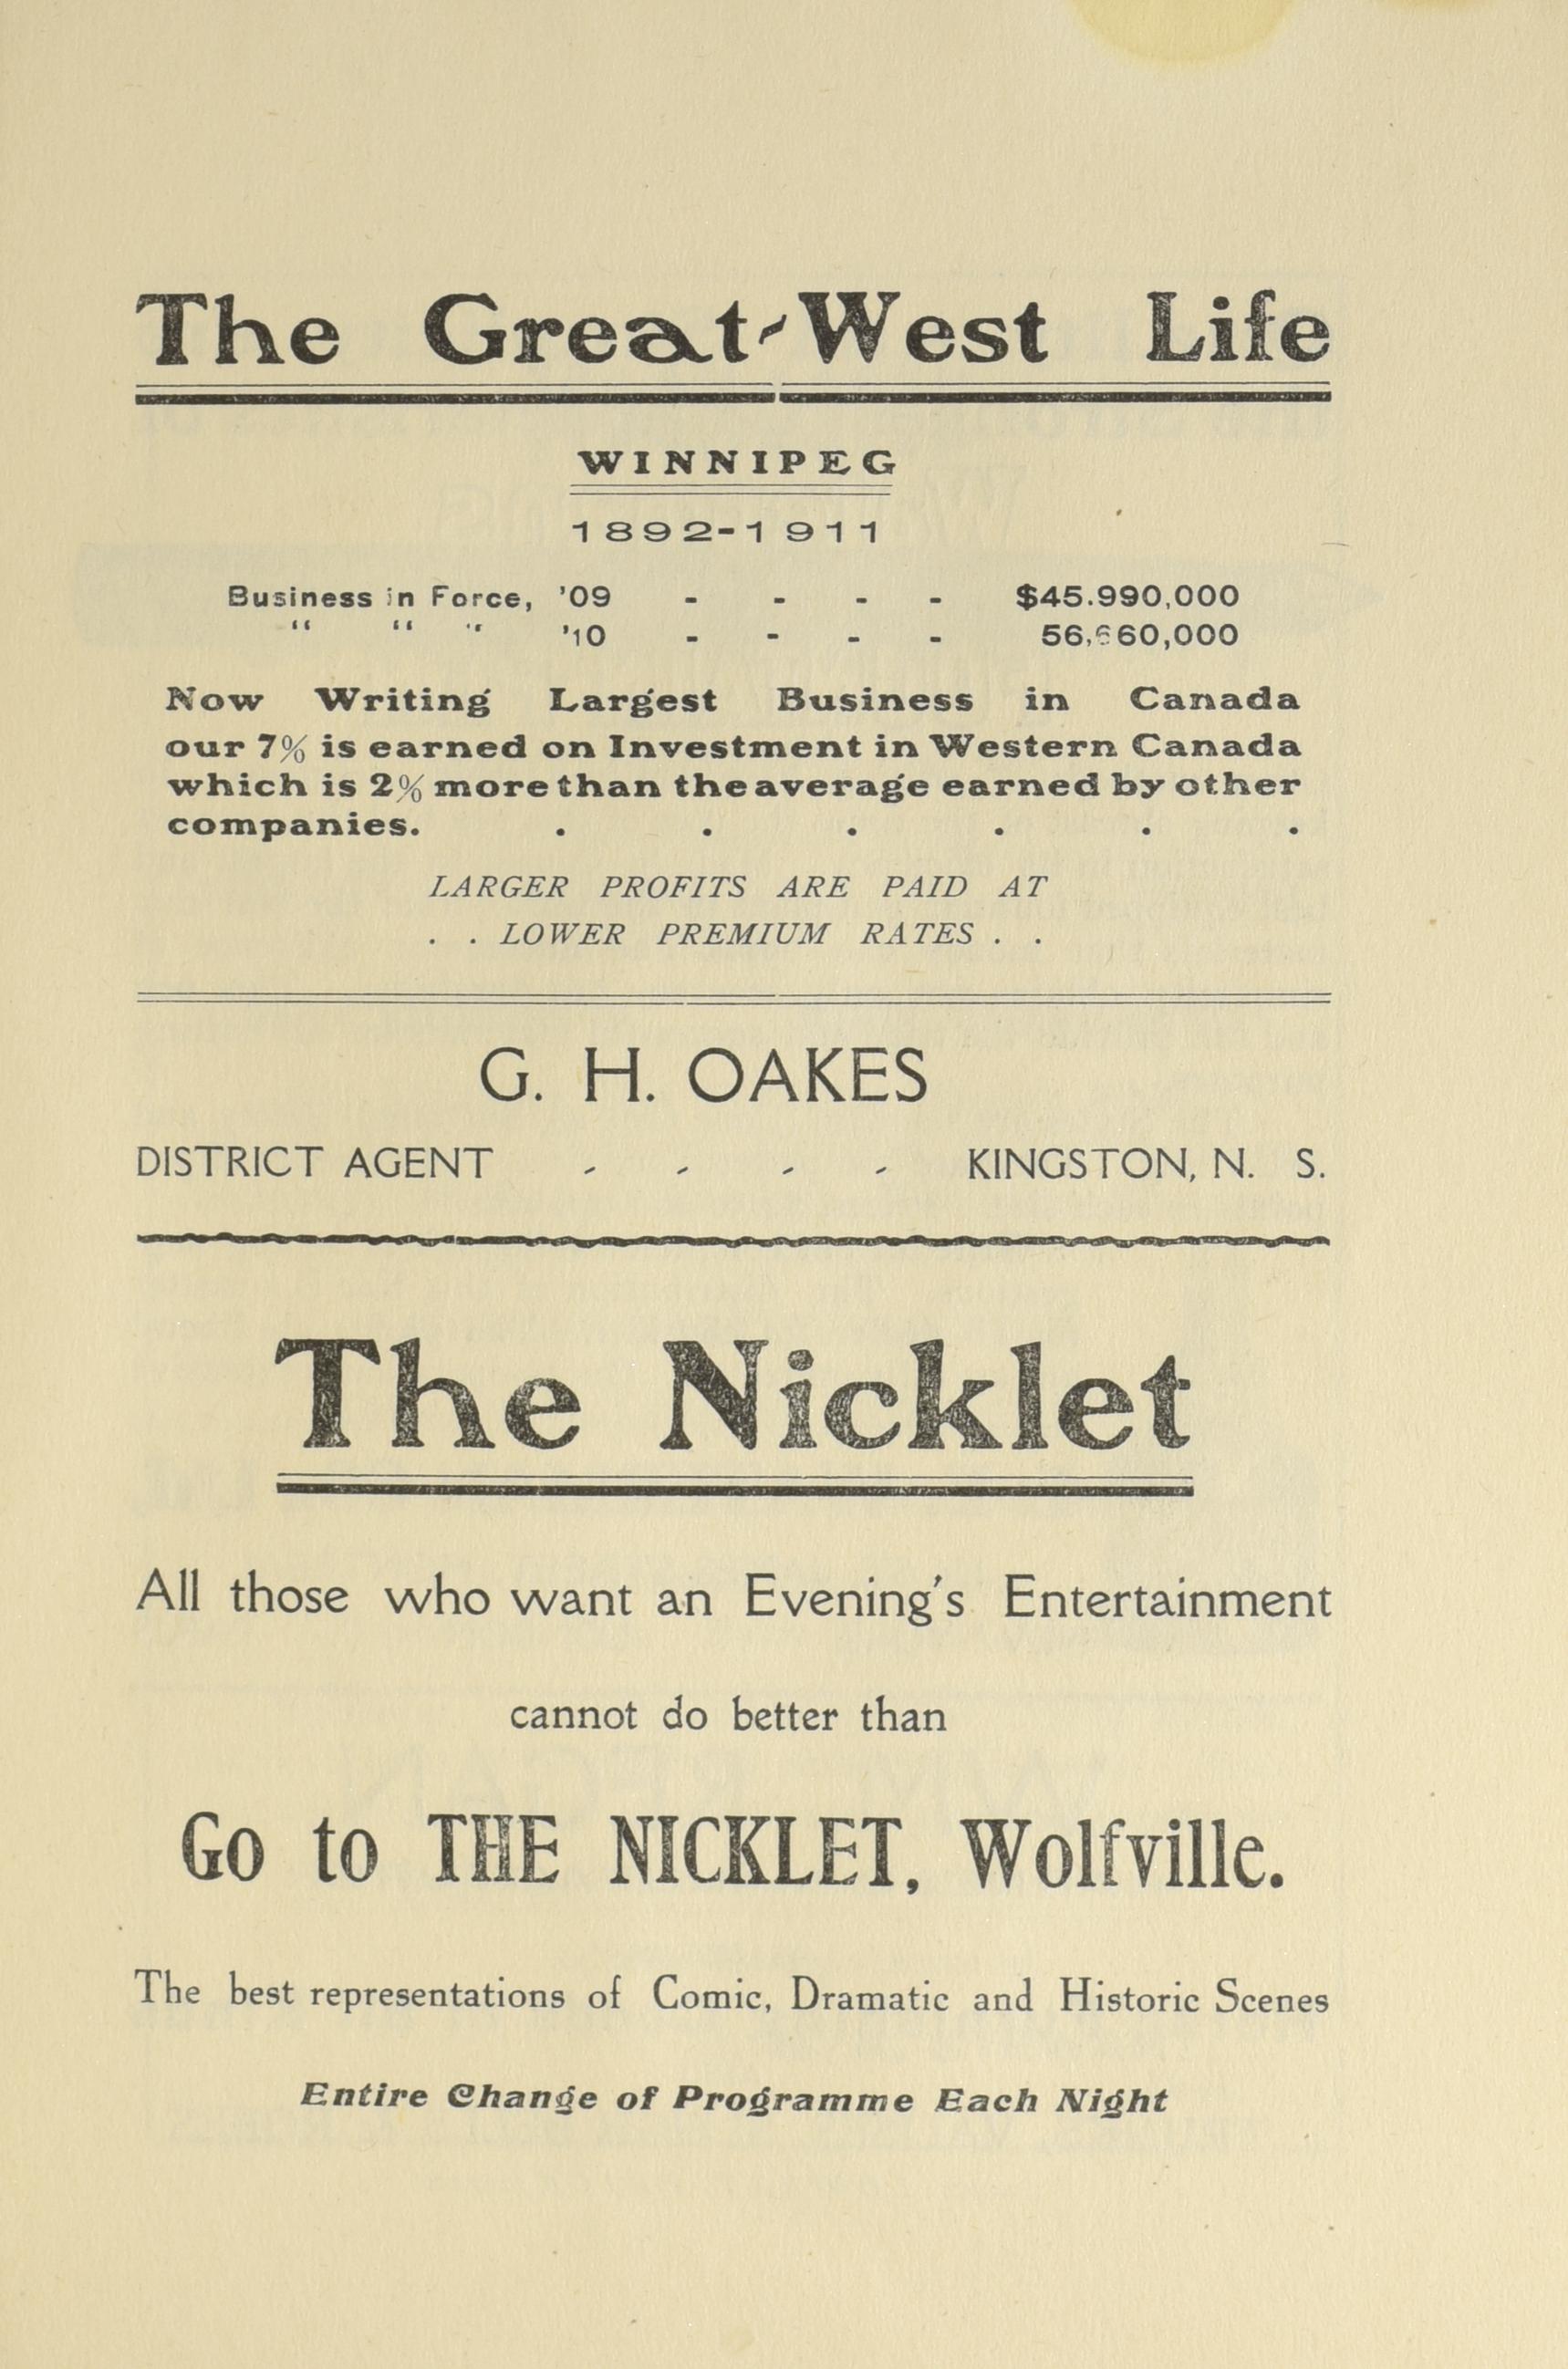 The Great-West Life
WINNIPEG
1892-1911
Business in Force, '09 - - - - $45.990,000
“ “ “ '10 - - - - 56,660,000
Now Writing Largest Business in Canada
our 7% is earned on Investment in Western Canada
which is 2% more than the average earned by other
companies. . . . . . .
LARGER PROFITS ARE PAID AT
. . LOWER PREMIUM RATES . .
G. H. OAKES
DISTRICT AGENT - - - - KINGSTON, N. S.
The Nicklet
All those who want an Evening's Entertainment
cannot do better than
Go to THE NICKLET, Wolfville.
The best representations of Comic, Dramatic and Historic Scenes
Entire Change of Programme Each Night